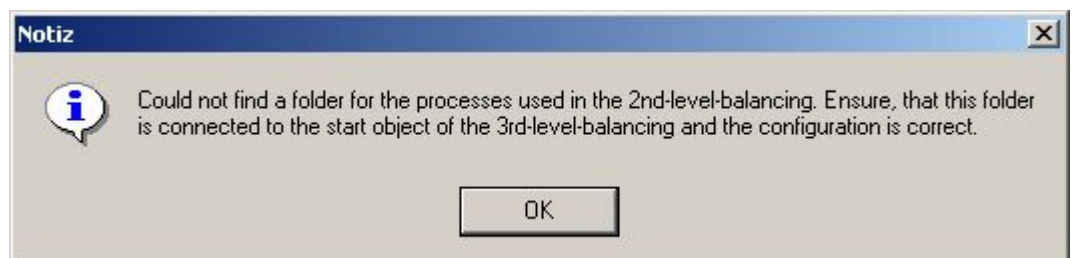 Notiz
Could not find a folder for the processes used in the 2nd-level-balancing. Ensure, that this folder
is connected to the start object of the 3rd-level-balancing and the configuration is correct.
OK